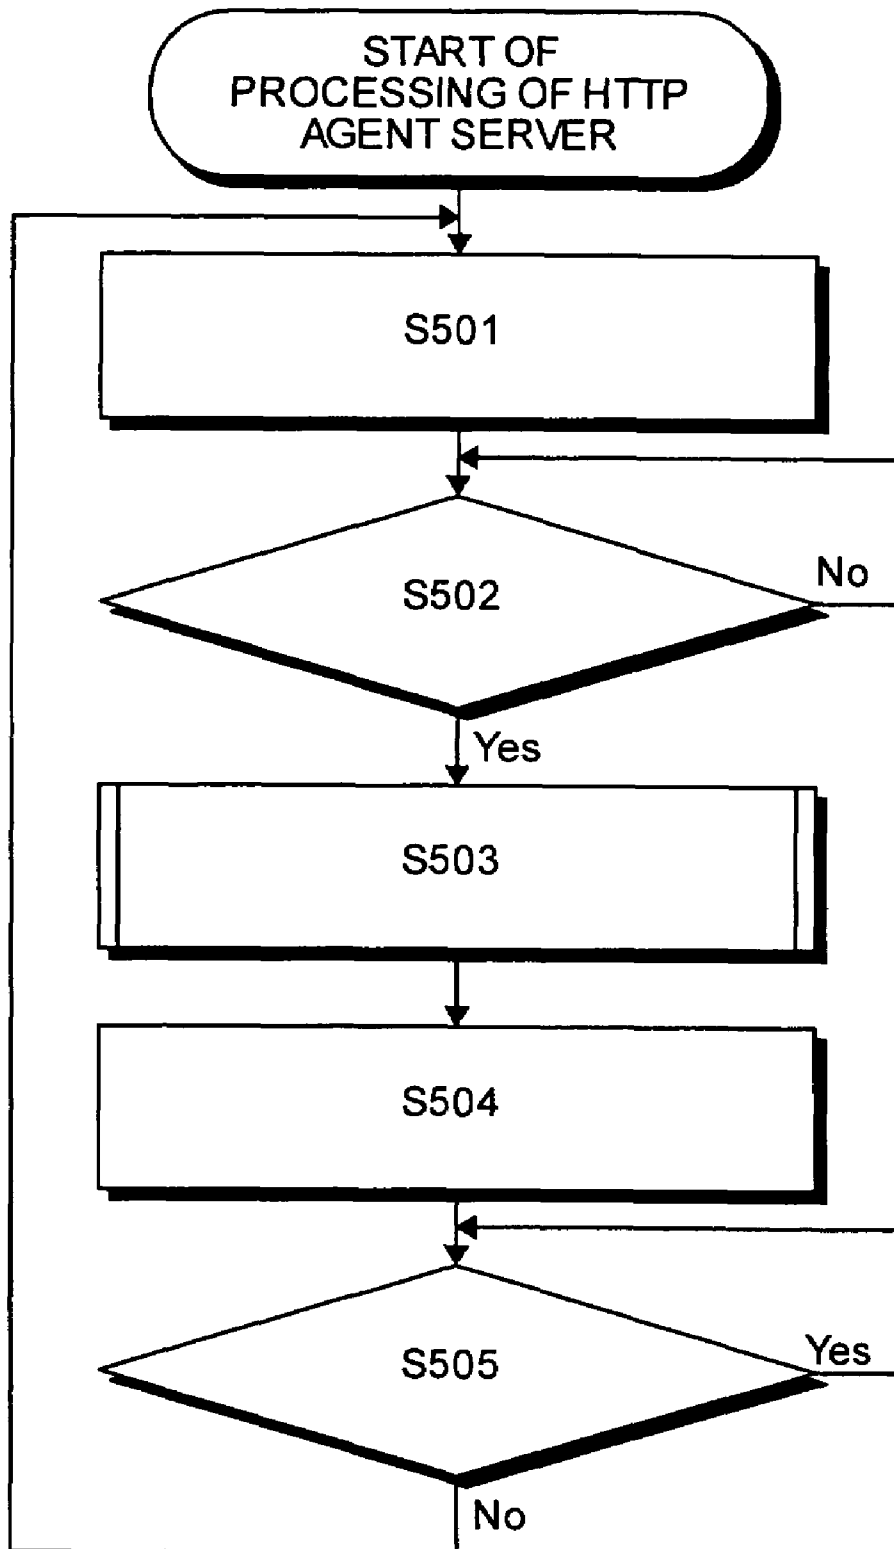 START OF
PROCESSING OF HTTP
AGENT SERVER
S501
S502
No
Yes
S503
S504
S505
Yes
No